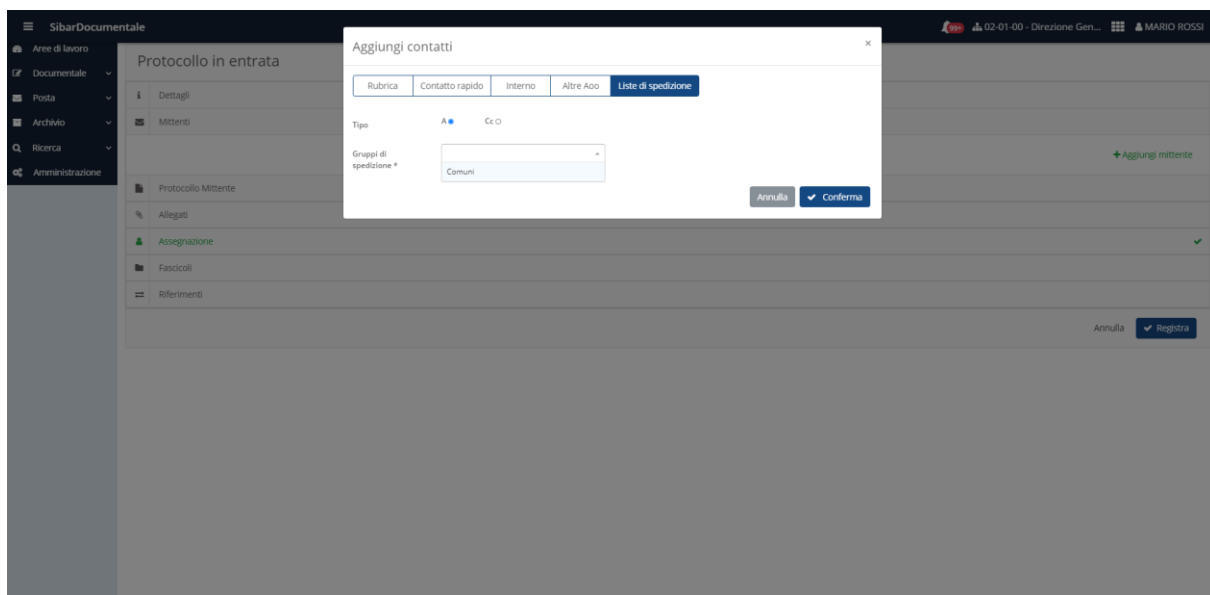 SibarDocumentale
99+ 02-01-00 - Direzione Gen... MARIO ROSSI
Aree di lavoro
Documentale
Posta
Archivio
Ricerca
Amministrazione
Protocollo in entrata
Dettagli
Mittenti
+ Aggiungi mittente
Protocollo Mittente
Allegati
Assegnazione
Fascicoli
Riferimenti
Annulla Registra
Aggiungi contatti ×
Rubrica Contatto rapido Interno Altre Aoo Liste di spedizione
Tipo A Cc
Gruppi di
spedizione *
Comuni
Annulla Conferma